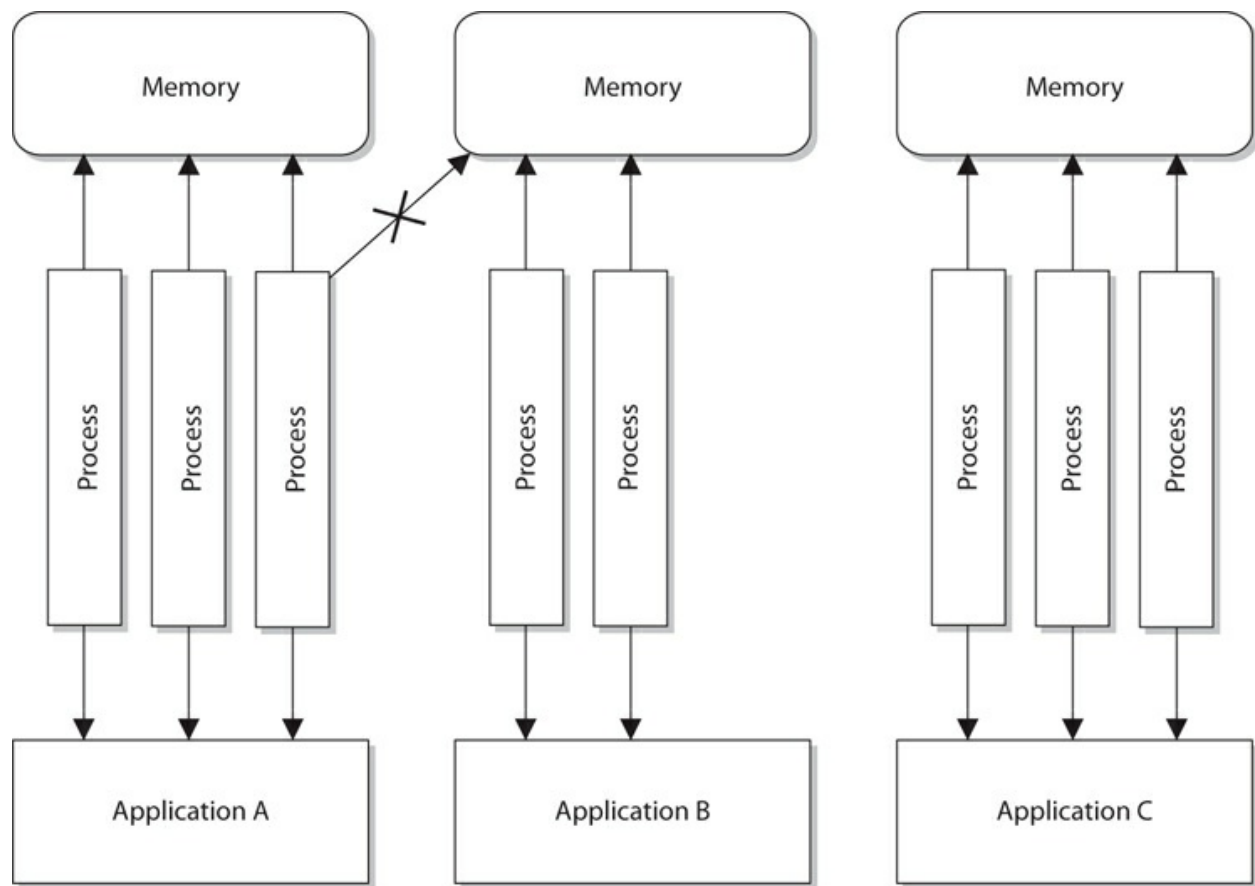 Memory
Memory
Memory
Process
Process
Process
Process
Process
Process
Process
Process
Application A
Application B
Application C